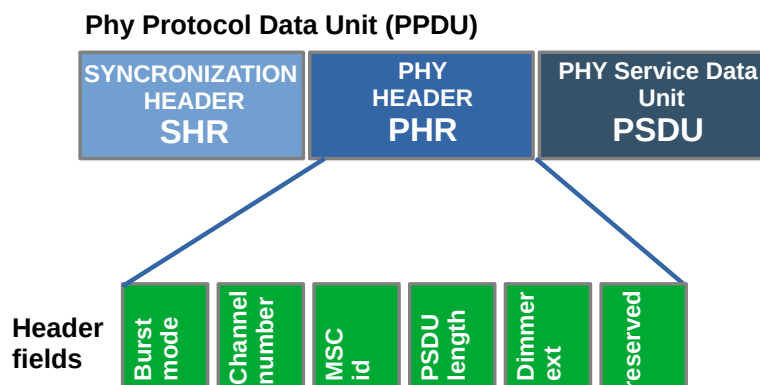 Phy Protocol Data Unit (PPDU)
SYNCRONIZATION
HEADER
SHR
PHY
HEADER
PHR
PHY Service Data
Unit
PSDU
Header
fields
Burst
mode
Channel
number
MSC
id
PSDU
length
Dimmer
ext
reserved